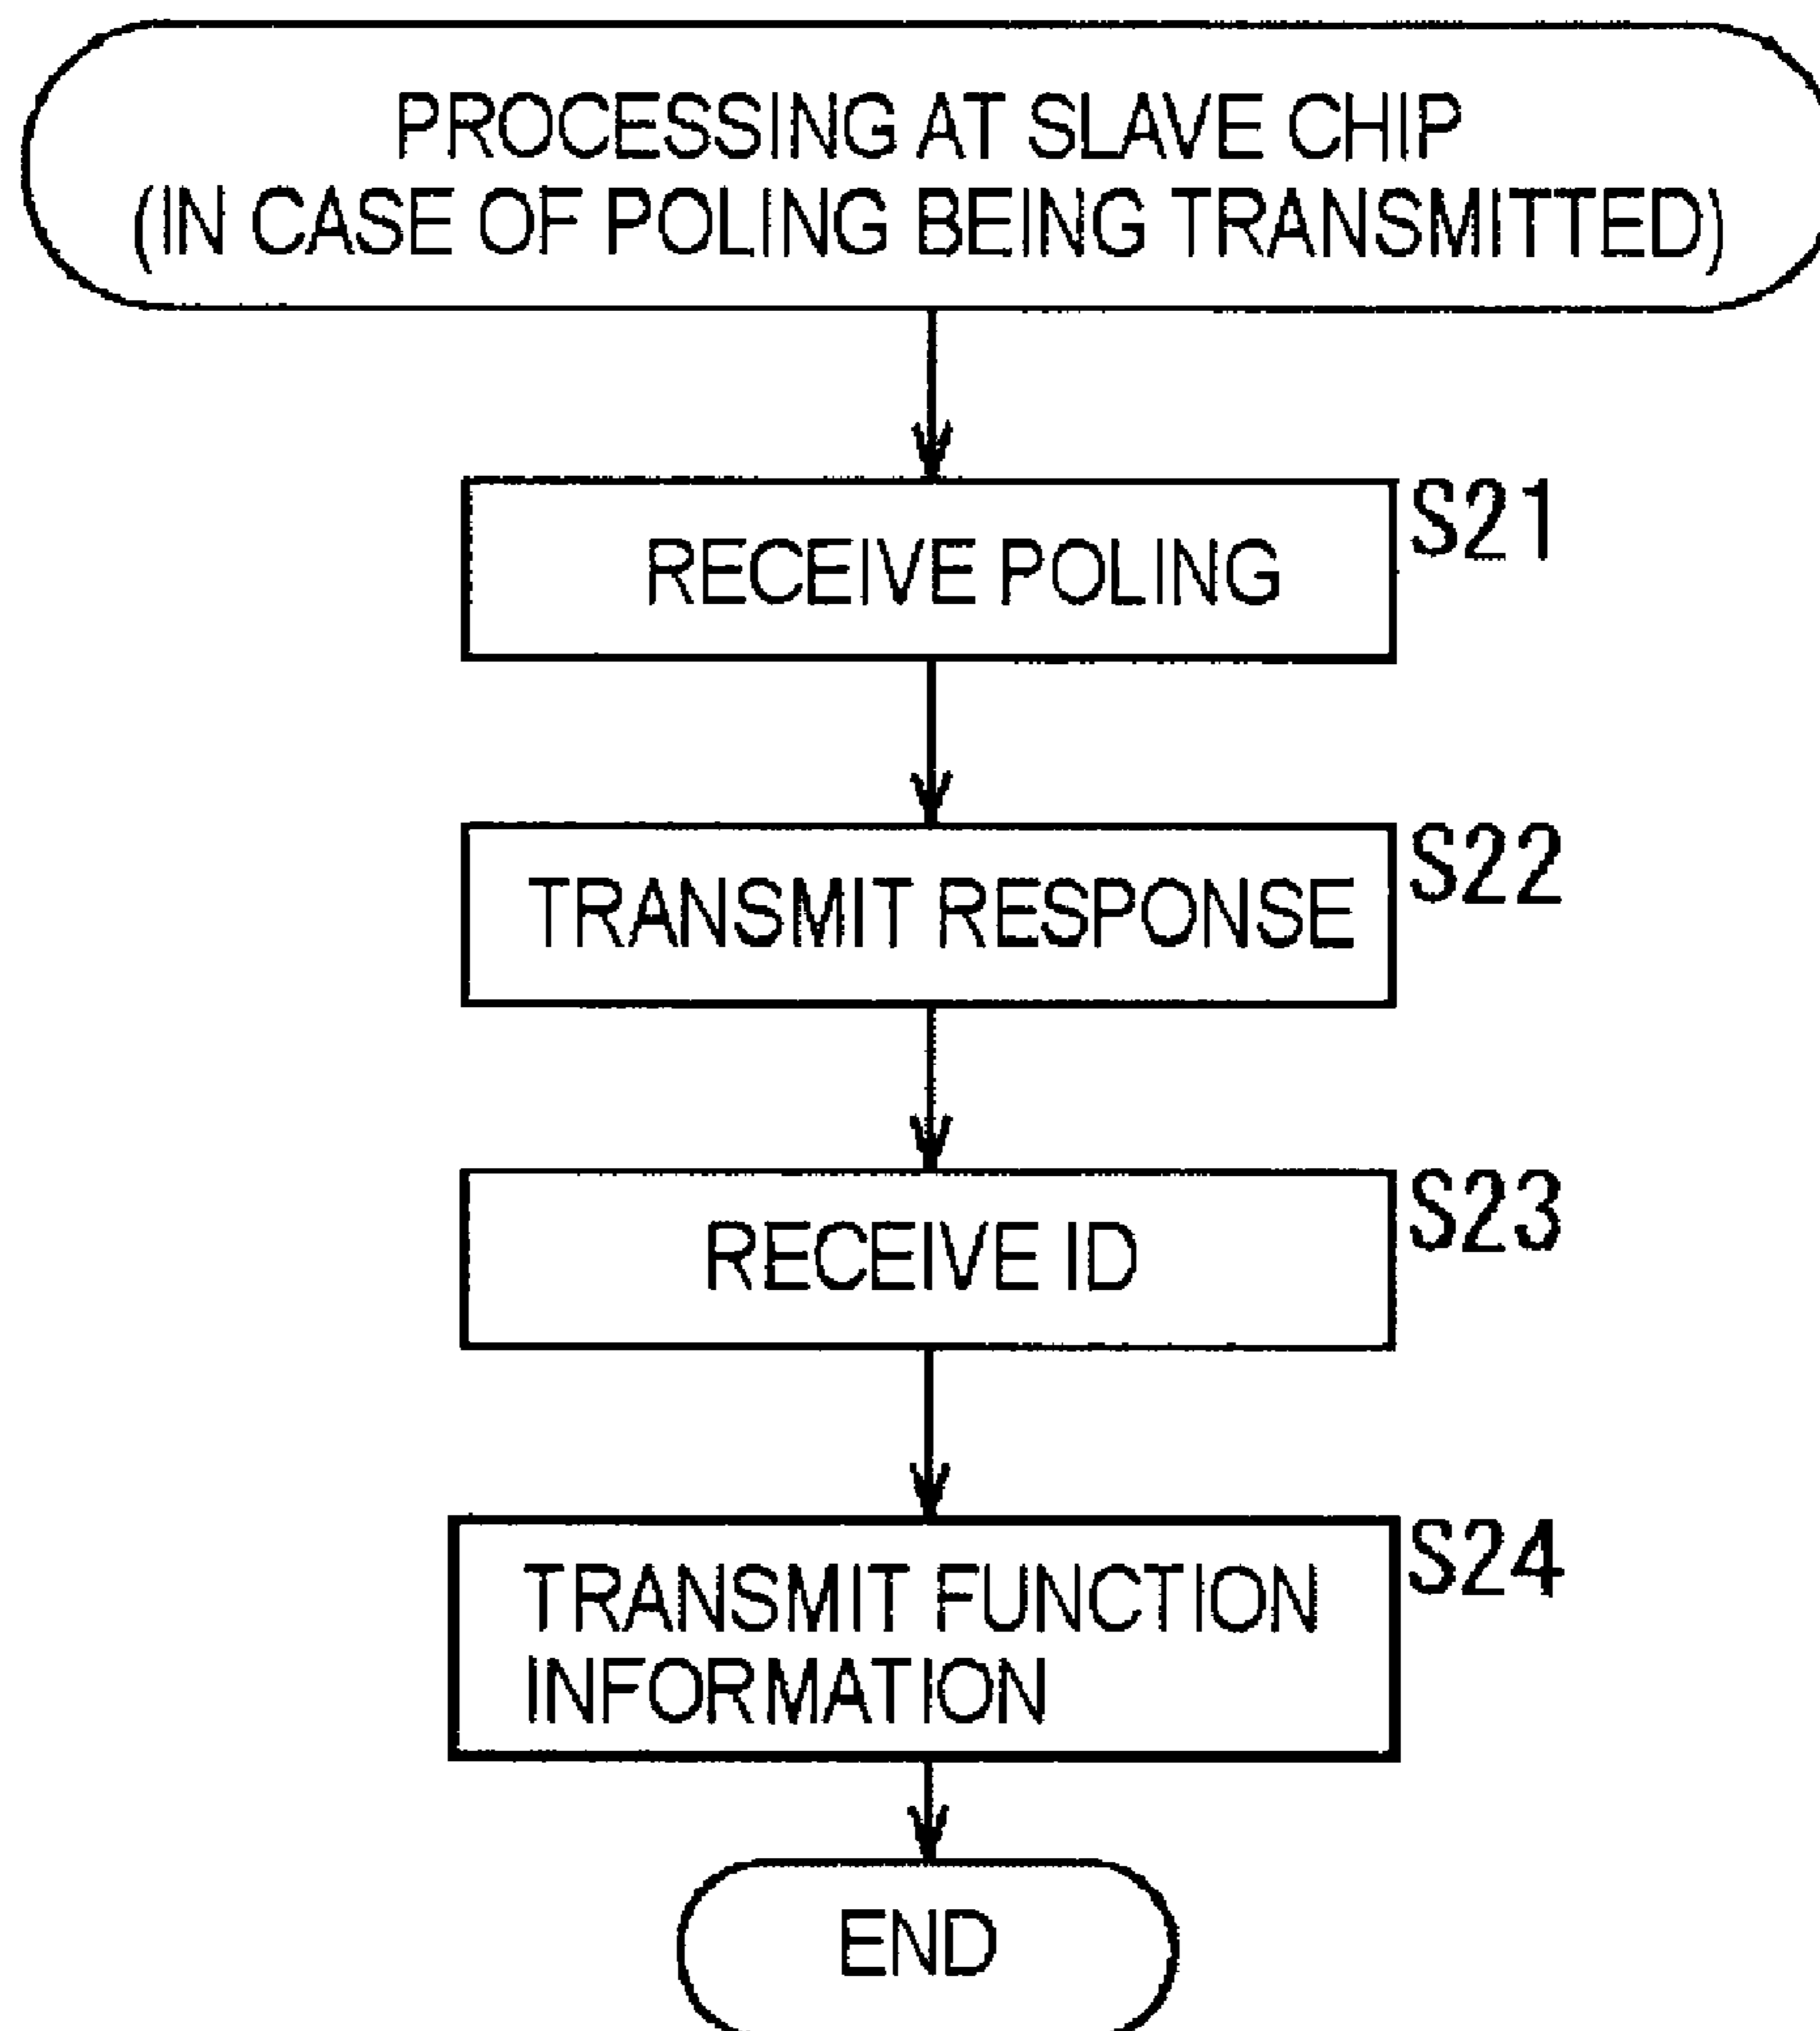 PROCESSING AT SLAVE CHIP
(IN CASE OF POLING BEING TRANSMITTED)
RECEIVE POLING
S21
TRANSMIT RESPONSE
S22
RECEIVE ID
S23
TRANSMIT FUNCTION
INFORMATION
S24
END